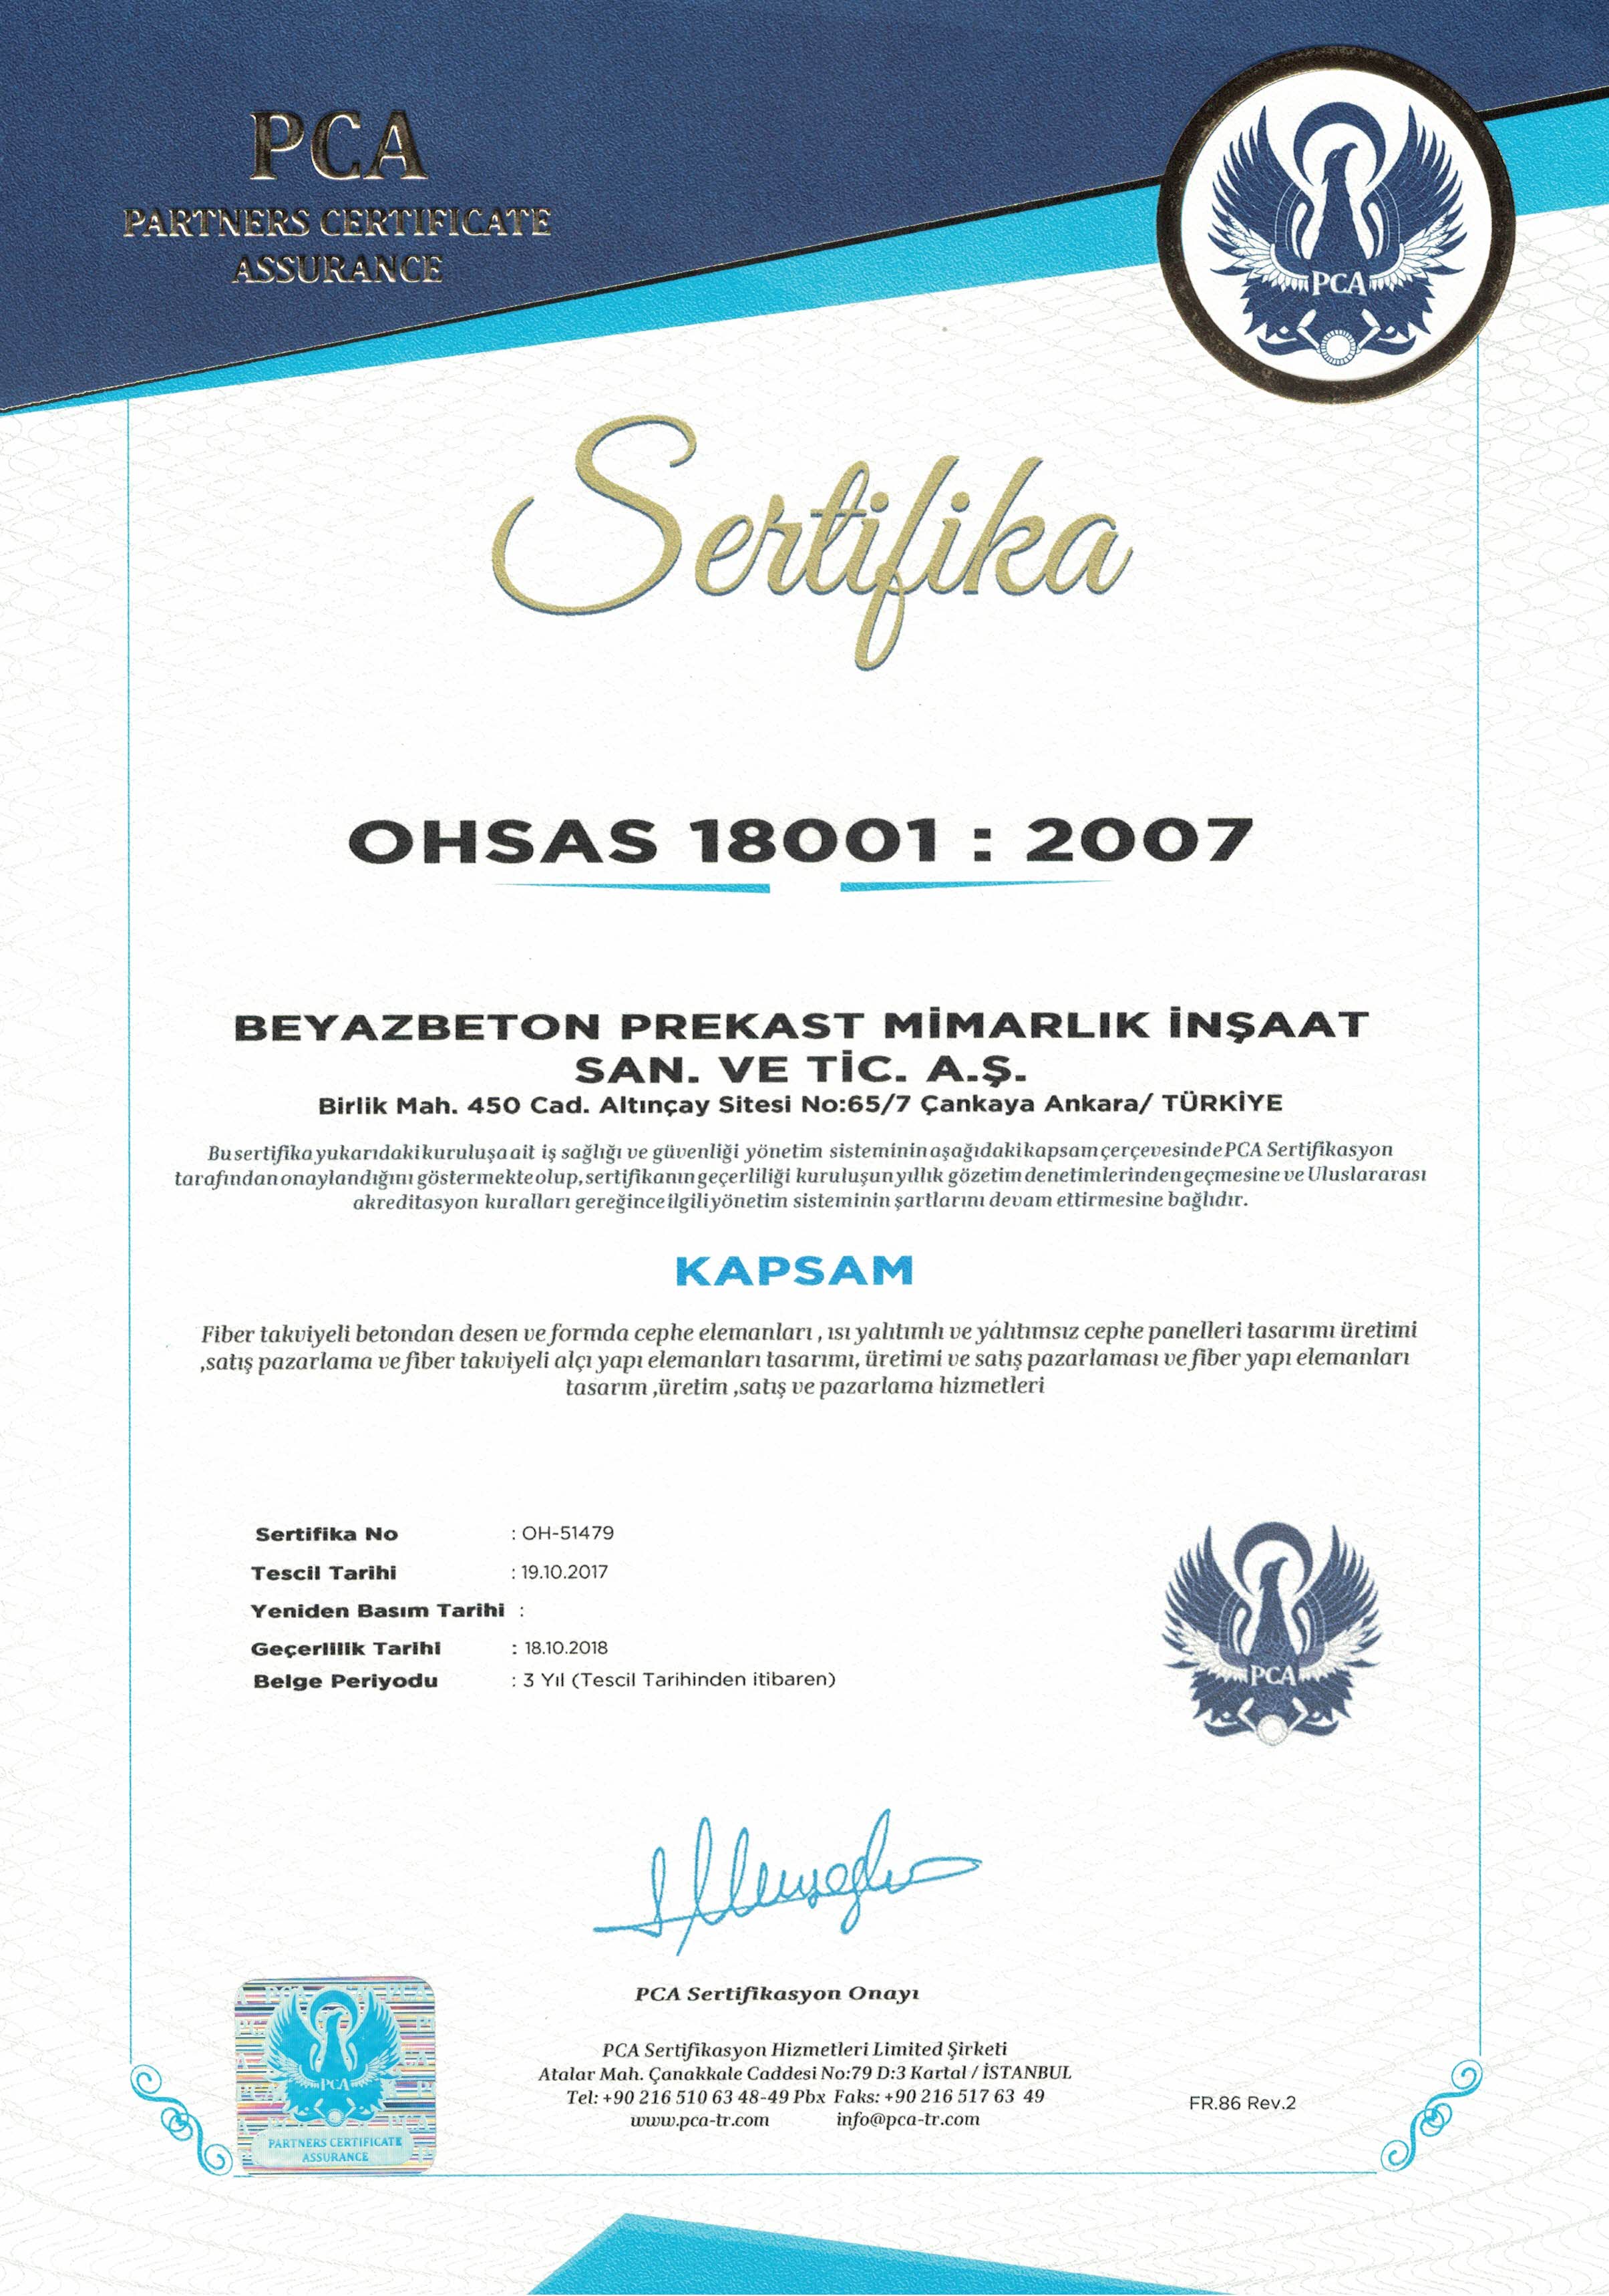 PCA
PARTNERS CERTIFICATE
ASSURANCE
PCA
Sertifika
OHSAS 18001 : 2007
BEYAZBETON PREKAST MİMARLIK İNŞAAT
SAN. VE TİC. A.Ş.
Birlik Mah. 450 Cad. Altınçay Sitesi No:65/7 Çankaya Ankara/ TÜRKİYE
Bu sertifika yukarıdaki kuruluşa ait iş sağlığı ve güvenliği yönetim sisteminin aşağıdaki kapsam çerçevesinde PCA Sertifikasyon
tarafından onaylandığını göstermekte olup, sertifikanın geçerliliği kuruluşun yıllık gözetim denetimlerinden geçmesine ve Uluslararası
akreditasyon kuralları gereğince ilgili yönetim sisteminin şartlarını devam ettirmesine bağlıdır.
KAPSAM
Fiber takviyeli betondan desen ve formda cephe elemanları , ısı yalıtımlı ve yalıtımsız cephe panelleri tasarımı üretimi
,satış pazarlama ve fiber takviyeli alçı yapı elemanları tasarımı, üretimi ve satış pazarlaması ve fiber yapı elemanları
tasarım ,üretim ,satış ve pazarlama hizmetleri
Sertifika No : OH-51479
Tescil Tarihi : 19.10.2017
Yeniden Basım Tarihi :
Geçerlilik Tarihi : 18.10.2018
Belge Periyodu : 3 Yıl (Tescil Tarihinden itibaren)
PCA
PCA Sertifikasyon Onayı
PCA Sertifikasyon Hizmetleri Limited Şirketi
Atalar Mah. Çanakkale Caddesi No:79 D:3 Kartal / İSTANBUL
Tel: +90 216 510 63 48-49 Pbx Faks: +90 216 517 63 49
www.pca-tr.com info@pca-tr.com
FR.86 Rev.2
PCA
PARTNERS CERTIFICATE
ASSURANCE